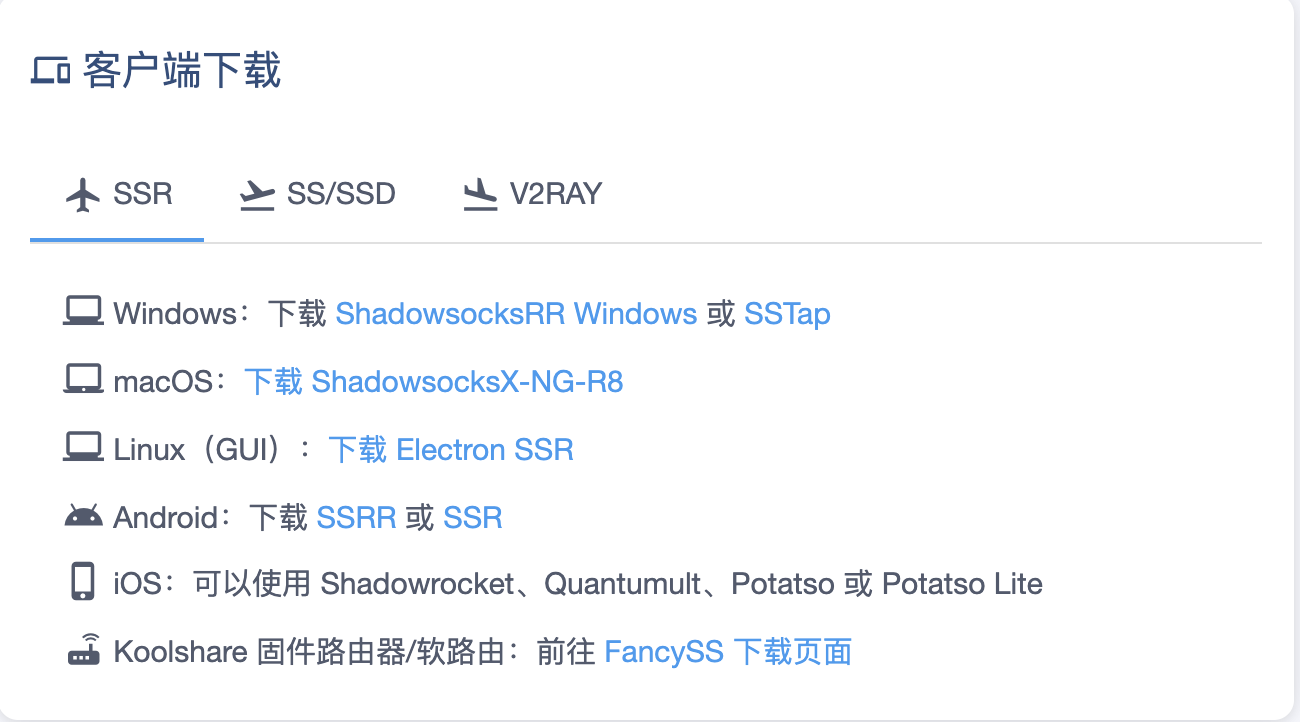 客户端下载
SSR SS/SSD V2RAY
Windows：下载 ShadowsocksRR Windows 或 SSTap
macOS：下载 ShadowsocksX-NG-R8
Linux（GUI）：下载 Electron SSR
Android：下载 SSRR 或 SSR
iOS：可以使用 Shadowrocket、Quantumult、Potatso 或 Potatso Lite
Koolshare 固件路由器/软路由：前往 FancySS 下载页面